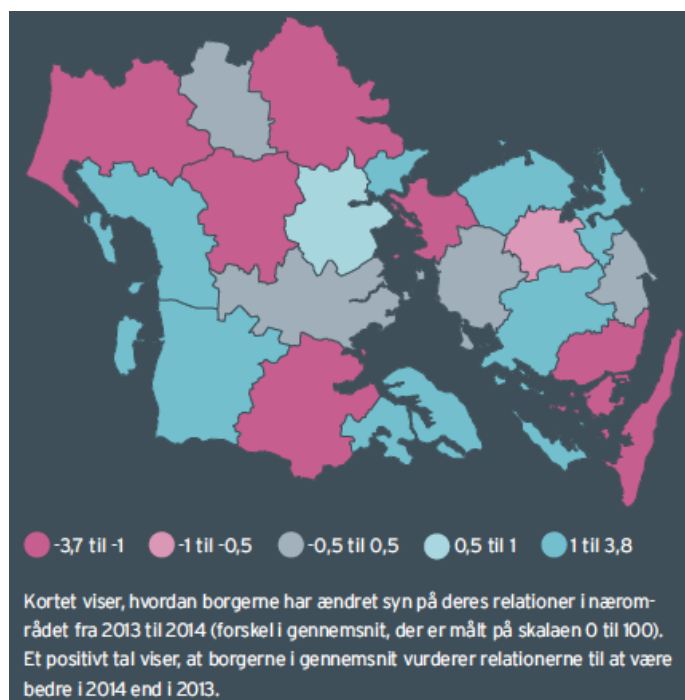 -3,7 til -1 -1 til -0,5 -0,5 til 0,5 0,5 til 1 1 til 3,8
Kortet viser, hvordan borgerne har ændret syn på deres relationer i nærom-
rådet fra 2013 til 2014 (forskel i gennemsnit, der er målt på skalaen 0 til 100).
Et positivt tal viser, at borgerne i gennemsnit vurderer relationerne til at være
bedre i 2014 end i 2013.